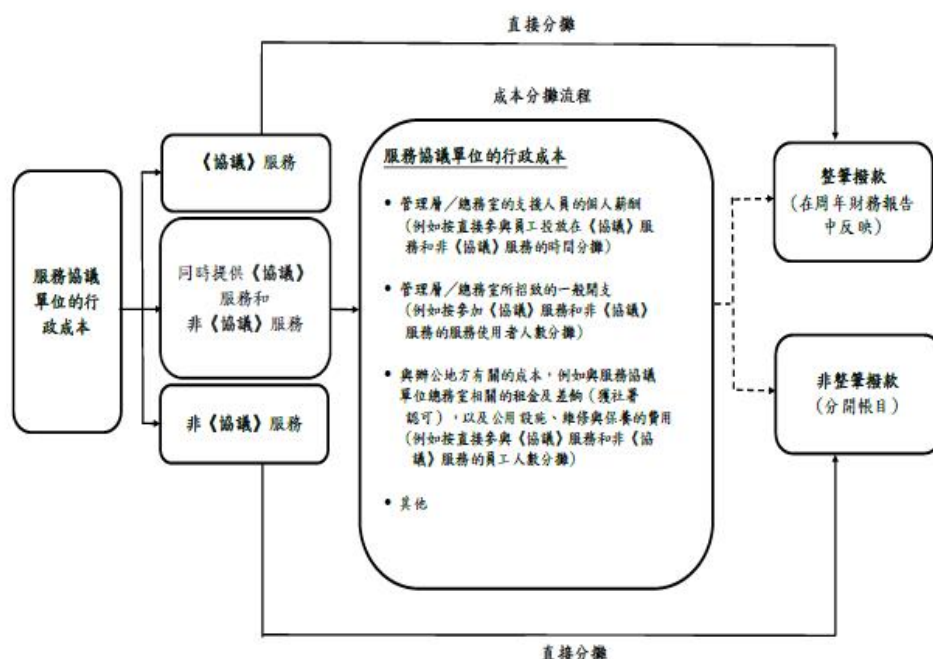 直接分攤
成本分攤流程
服務協議
單位的行
政成本
《協議》服務
同時提供《協議》
服務和
非《協議》服務
非《協議》服務
服務協議單位的行政成本
• 管理層／總務室的支援人員的個人薪酬
(例如按直接參與員工投放在《協議》服
務和非《協議》服務的時間分攤)
• 管理層／總務室所招致的一般開支
(例如按參加《協議》服務和非《協議》
服務的服務使用者人數分攤)
• 與辦公地方有關的成本，例如與服務協議
單位總務室相關的租金及差餉(獲社署
認可)，以及公用設施、維修與保養的費用
(例如按直接參與《協議》服務和非《協
議》服務的員工人數分攤)
• 其他
整筆撥款
(在周年財務報告
中反映)
非整筆撥款
(分開帳目)
直接分攤